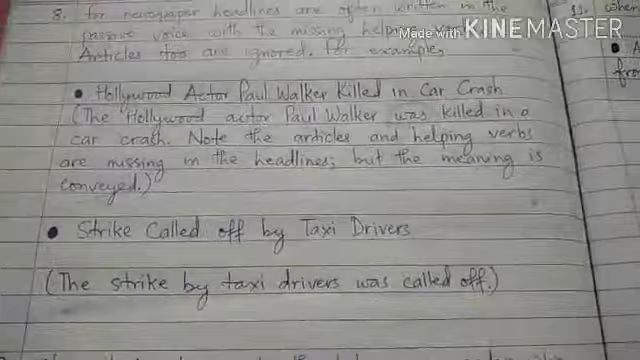 8. for newspaper headlines are often written in the
passive voice with the missing helping
Articles too are ignored. For example,
Made with KINEMASTER
• Hollywood Actor Paul Walker Killed in Car Crash
(The Hollywood actor Paul Walker was killed in a
car crash. Note the articles and helping verbs
are missing in the headlines; but the meaning is
conveyed.)
• Strike Called off by Taxi Drivers
(The strike by taxi drivers was called off.)
11. when
• A
from